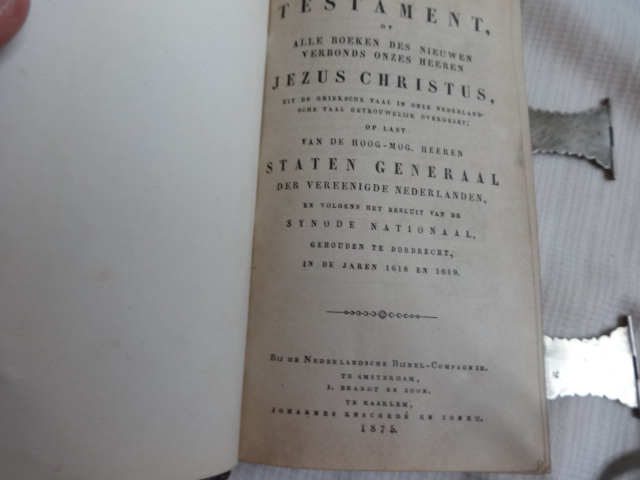 TESTAMENT,
OF
ALLE BOEKEN DES NIEUWEN
VERBONDS ONZES HEEREN
JEZUS CHRISTUS,
UIT DE GRIEKSCHE TAAL IN ONZE NEDERLAND-
SCHE TAAL GETROUWELIJK OVERGEZET;
OP LAST
VAN DE HOOG-MOG. HEEREN
STATEN GENERAAL
DER VEREENIGDE NEDERLANDEN,
EN VOLGENS HET BESLUIT VAN DE
SYNODE NATIONAAL,
GEHOUDEN TE DORDRECHT,
IN DE JAREN 1618 EN 1619.
BIJ DE NEDERLANDSCHE BIJBEL-COMPAGNIE.
TE AMSTERDAM,
J. BRANDT EN ZOON.
TE HAARLEM,
JOHANNES ENSCHEDÉ EN ZONEN.
1875.